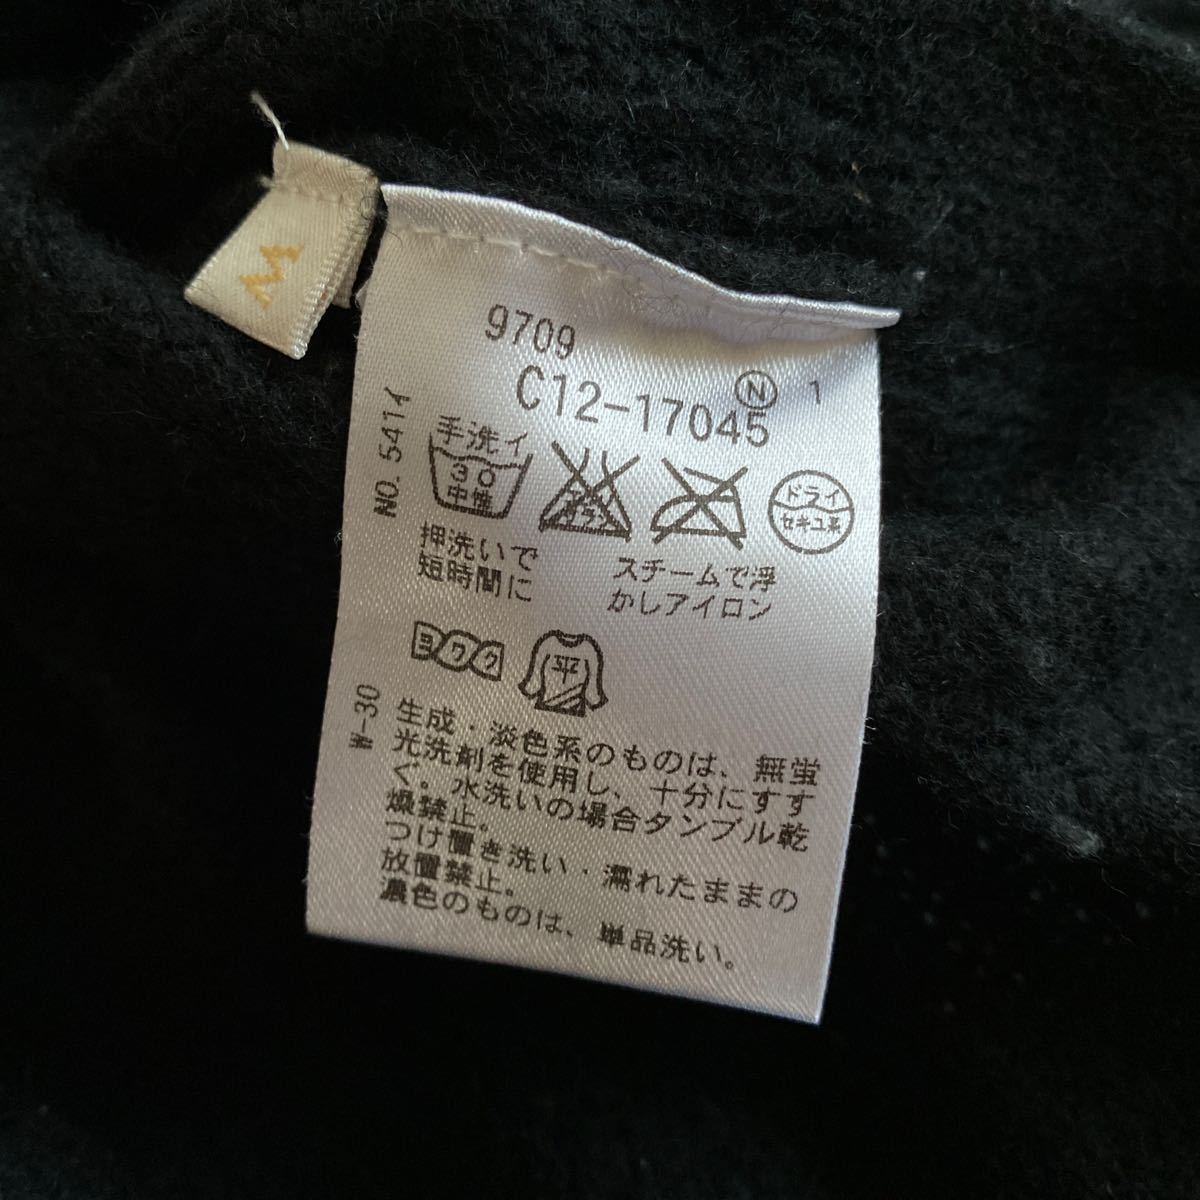 M
9709
C12-17045
Ⓝ 1
NO. 541イ
手洗イ
30
中性
ドライ
セキユ系
押洗いで
短時間に
スチームで浮
かしアイロン
ヨワク
平
W-30
生成・淡色系のものは、無蛍
光洗剤を使用し、十分にすす
ぐ。水洗いの場合タンブル乾
燥禁止。
つけ置き洗い・濡れたままの
放置禁止。
濃色のものは、単品洗い。